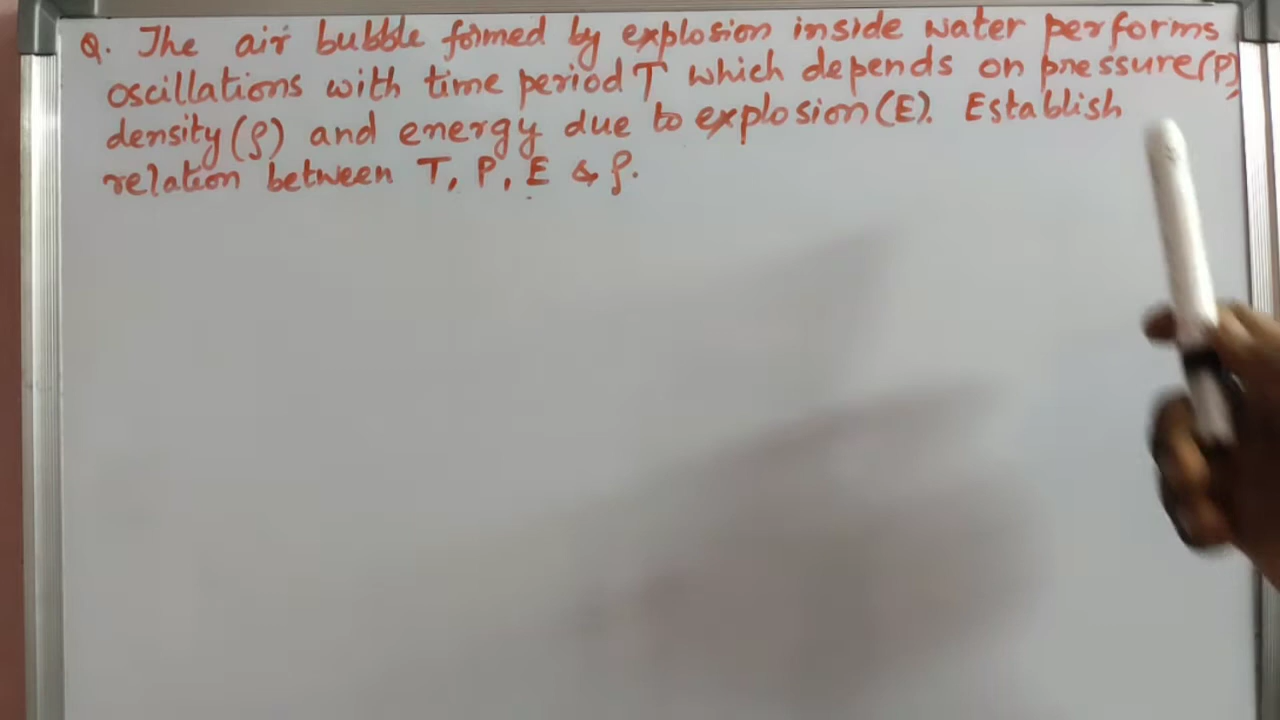 Q. The air bubble formed by explosion inside water performs
oscillations with time period T which depends on pressure(P),
density(ρ) and energy due to explosion(E). Establish
relation between T, P, E & ρ.